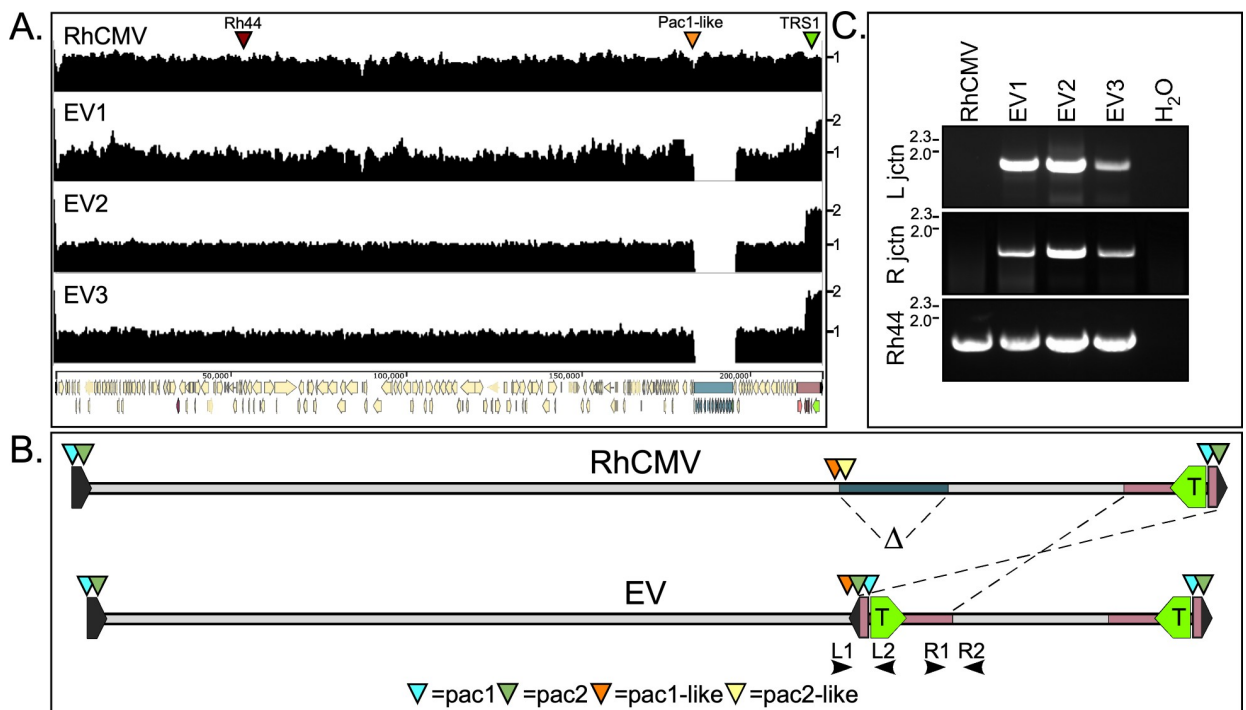 A.
Rh44
Pac1-like
TRS1
RhCMV
1
EV1
2
1
EV2
2
1
EV3
2
1
50,000
100,000
150,000
200,000
C.
RhCMV
EV1
EV2
EV3
H2O
2.3
2.0
L jctn
2.3
2.0
R jctn
2.3
2.0
Rh44
B.
RhCMV
T
Δ
EV
T
T
L1 L2 R1 R2
=pac1 =pac2 =pac1-like =pac2-like